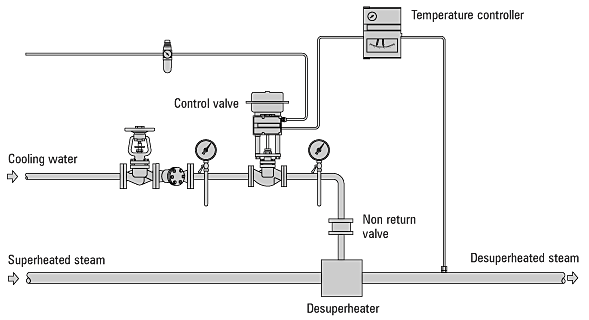 Temperature controller
Control valve
Cooling water
Non return
valve
Superheated steam
Desuperheated steam
Desuperheater